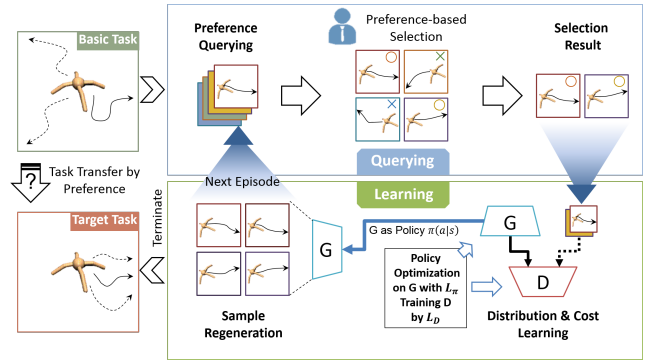 Basic Task
Preference
Querying
Preference-based
Selection
Selection
Result
Querying
Learning
?
Task Transfer by
Preference
Target Task
Terminate
Next Episode
G
G as Policy π(a|s)
G
D
Policy
Optimization
on G with L_π
Training D
by L_D
Sample
Regeneration
Distribution & Cost
Learning